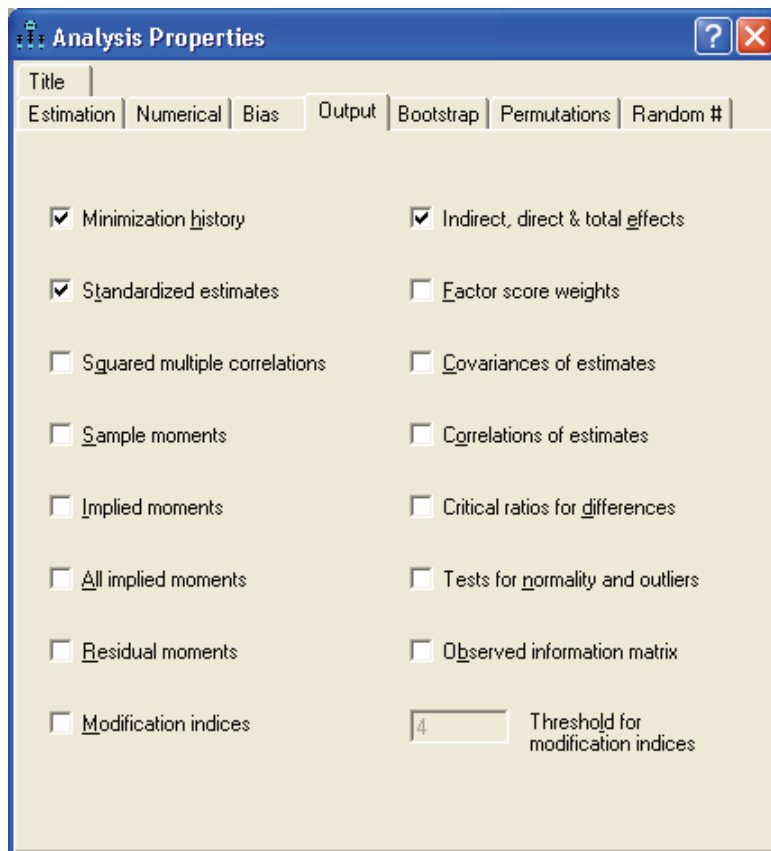 Analysis Properties
Title
Estimation Numerical Bias Output Bootstrap Permutations Random #
Minimization history
Indirect, direct & total effects
Standardized estimates
Factor score weights
Squared multiple correlations
Covariances of estimates
Sample moments
Correlations of estimates
Implied moments
Critical ratios for differences
All implied moments
Tests for normality and outliers
Residual moments
Observed information matrix
Modification indices
4
Threshold for
modification indices